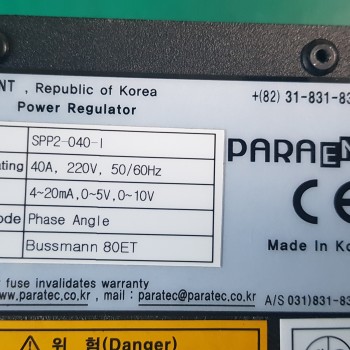 NT , Republic of Korea
+(82) 31-831-83
Power Regulator
SPP2-040-I
ating 40A, 220V, 50/60Hz
4~20mA,0~5V,0~10V
ode Phase Angle
Bussmann 80ET
PARAEN
CE
Made In Ko
fuse invalidates warranty
www.paratec.co.kr , mail : paratec@paratec.co.kr A/S 031)831-83
위 험(Danger)